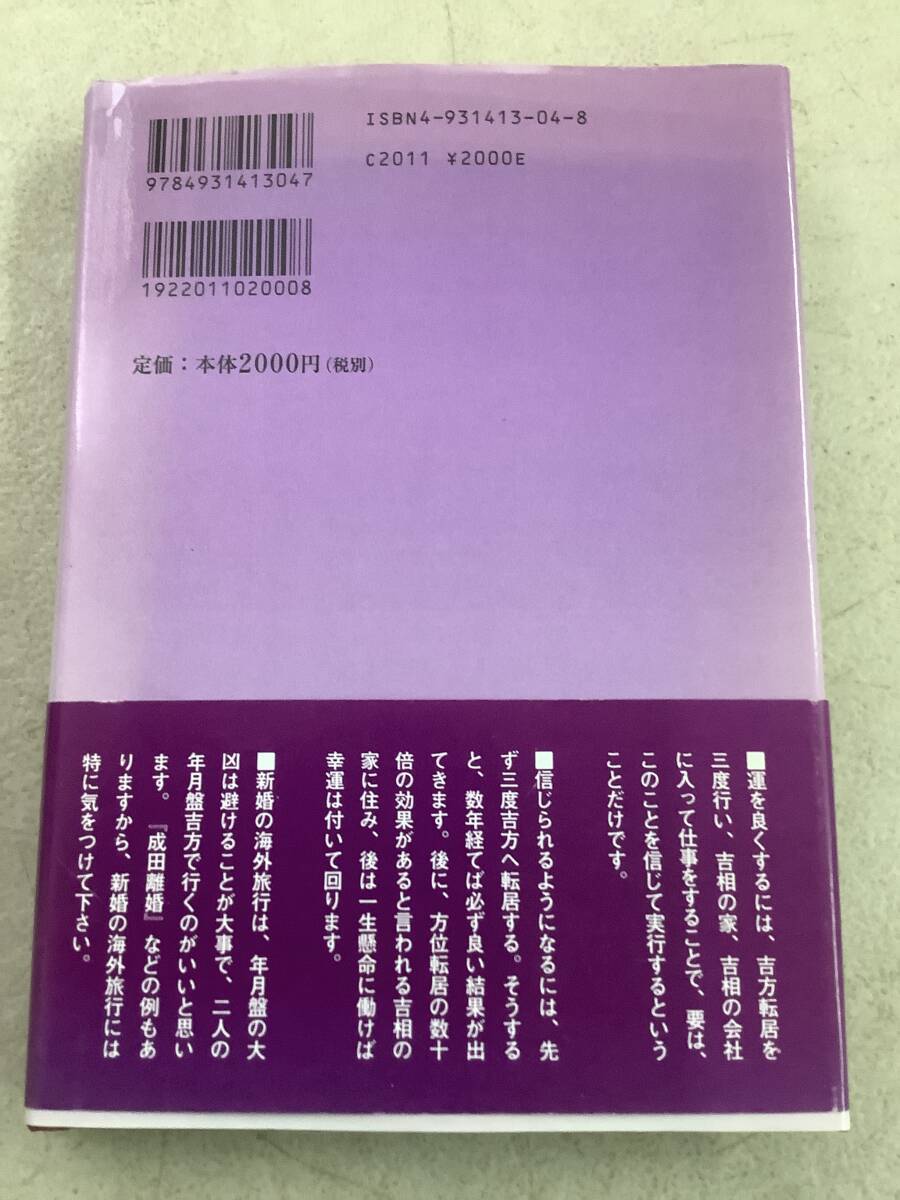 ISBN4-931413-04-8
C2011 ¥2000E
9784931413047
1922011020008
定価：本体2000円（税別）
■運を良くするには、吉方転居を
三度行い、吉相の家、吉相の会社
に入って仕事をすることで、要は、
このことを信じて実行するという
ことだけです。
■信じられるようになるには、先
ず三度吉方へ転居する。そうする
と、数年経てば必ず良い結果が出
てきます。後に、方位転居の数十
倍の効果があると言われる吉相の
家に住み、後は一生懸命に働けば
幸運は付いて回ります。
■新婚の海外旅行は、年月盤の大
凶は避けることが大事で、二人の
年月盤吉方で行くのがいいと思い
ます。『成田離婚』などの例もあ
りますから、新婚の海外旅行には
特に気をつけて下さい。